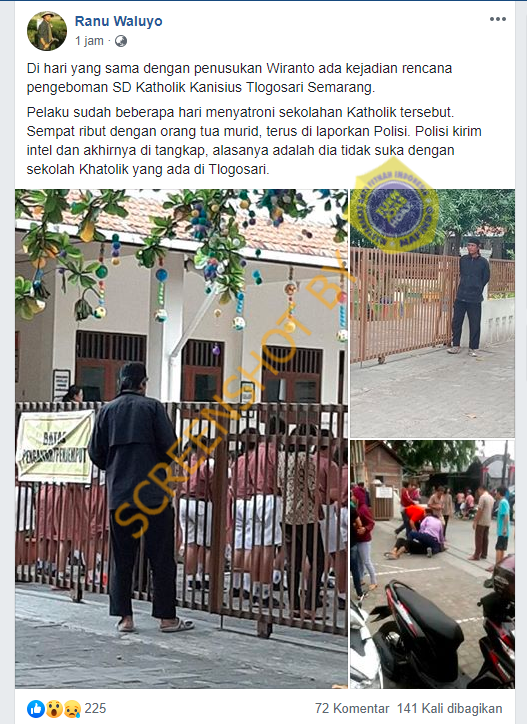 Ranu Waluyo
1 jam ·
Di hari yang sama dengan penusukan Wiranto ada kejadian rencana
pengeboman SD Katholik Kanisius Tlogosari Semarang.
Pelaku sudah beberapa hari menyatroni sekolahan Katholik tersebut.
Sempat ribut dengan orang tua murid, terus di laporkan Polisi. Polisi kirim
intel dan akhirnya di tangkap, alasanya adalah dia tidak suka dengan
sekolah Khatolik yang ada di Tlogosari.
SCREENSHOT BY
BATAS
225
72 Komentar 141 Kali dibagikan